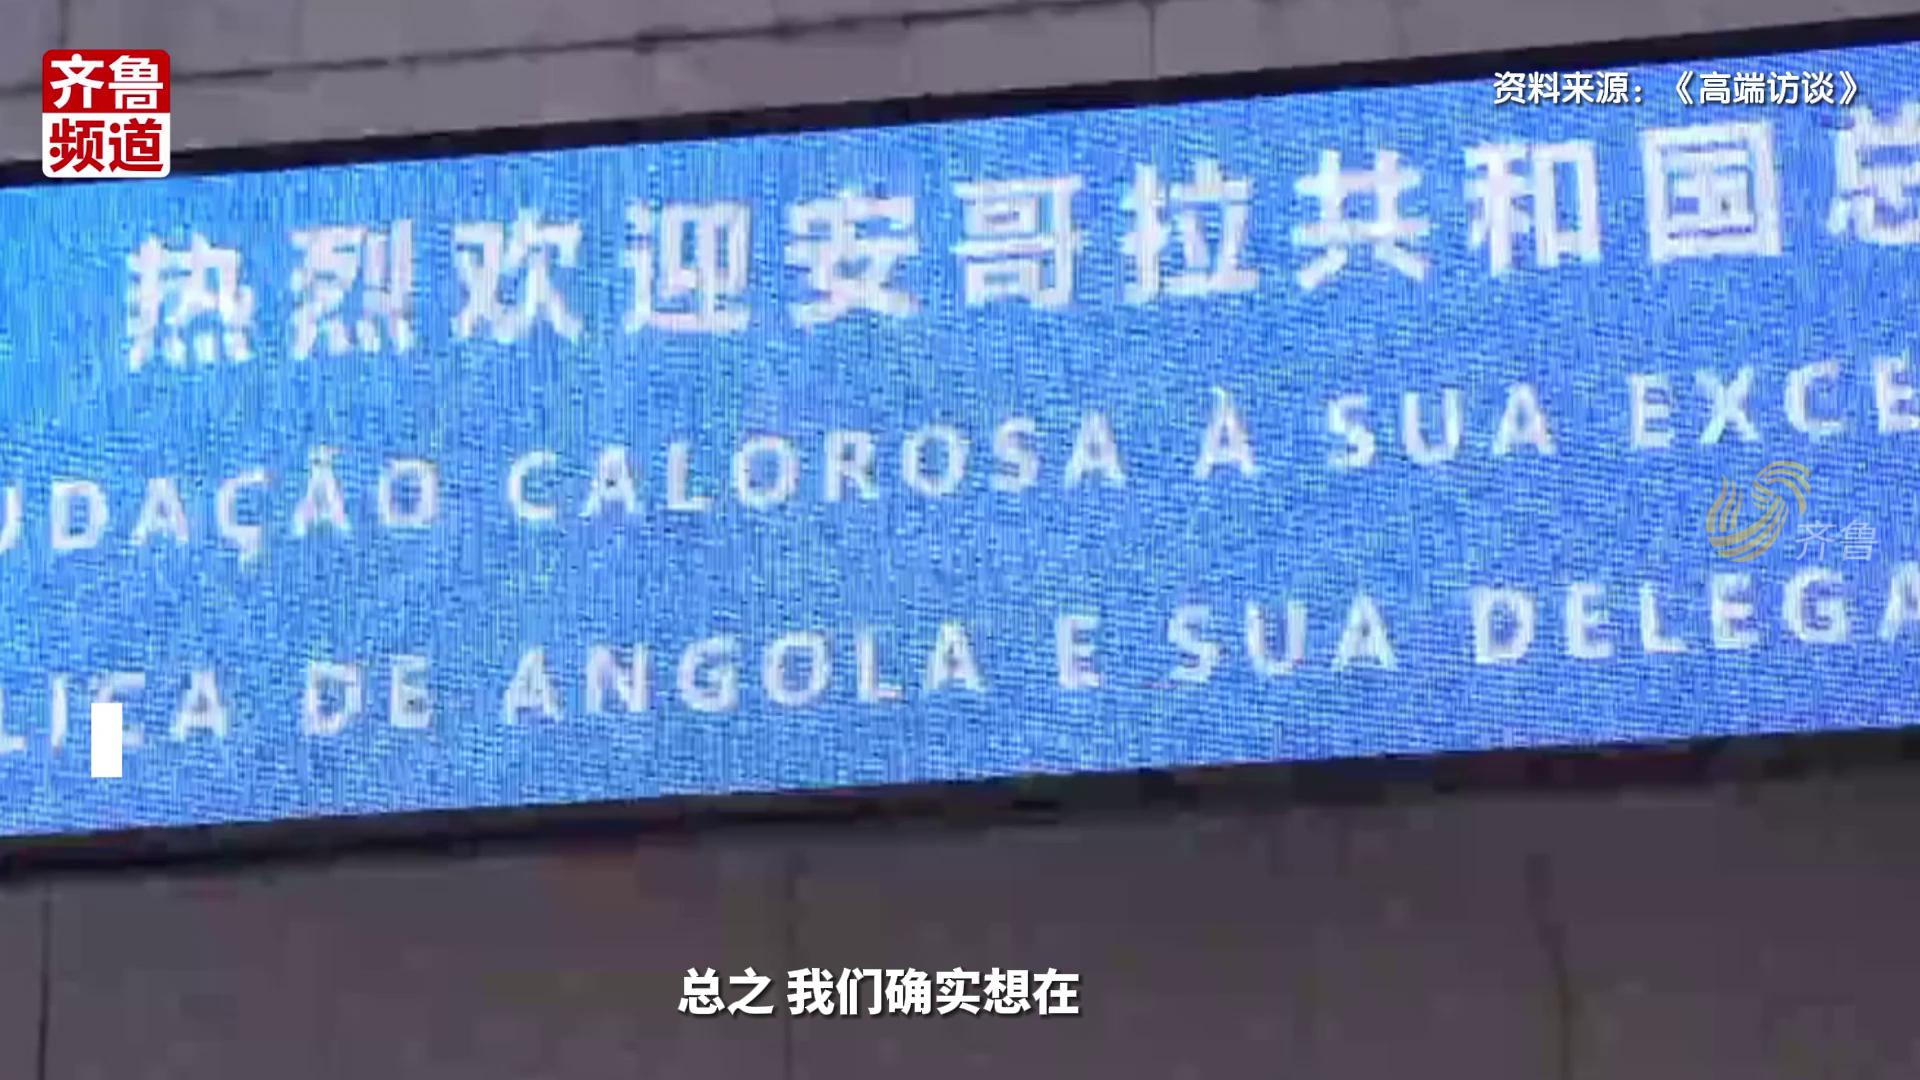 齐鲁
频道
资料来源：《高端访谈》
热烈欢迎安哥拉共和国总
UDAÇÃO CALOROSA À SUA EXCE
齐鲁
LICA DE ANGOLA E SUA DELEGA
总之 我们确实想在